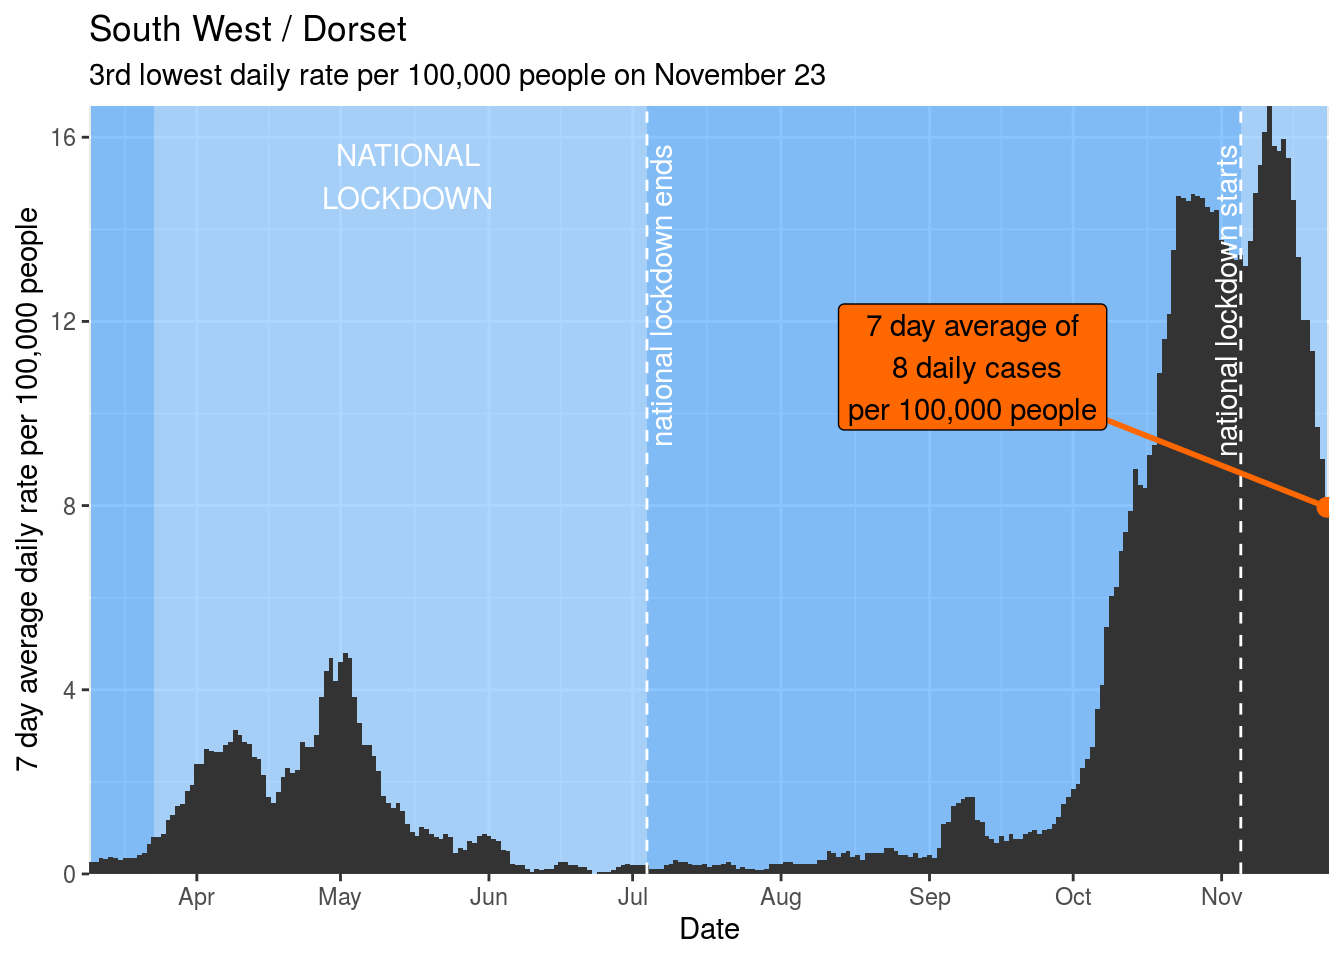 South West / Dorset
3rd lowest daily rate per 100,000 people on November 23
7 day average daily rate per 100,000 people
16
12
8
4
0
NATIONAL
LOCKDOWN
national lockdown ends
7 day average of
8 daily cases
per 100,000 people
national lockdown starts
Apr
May
Jun
Jul
Aug
Sep
Oct
Nov
Date